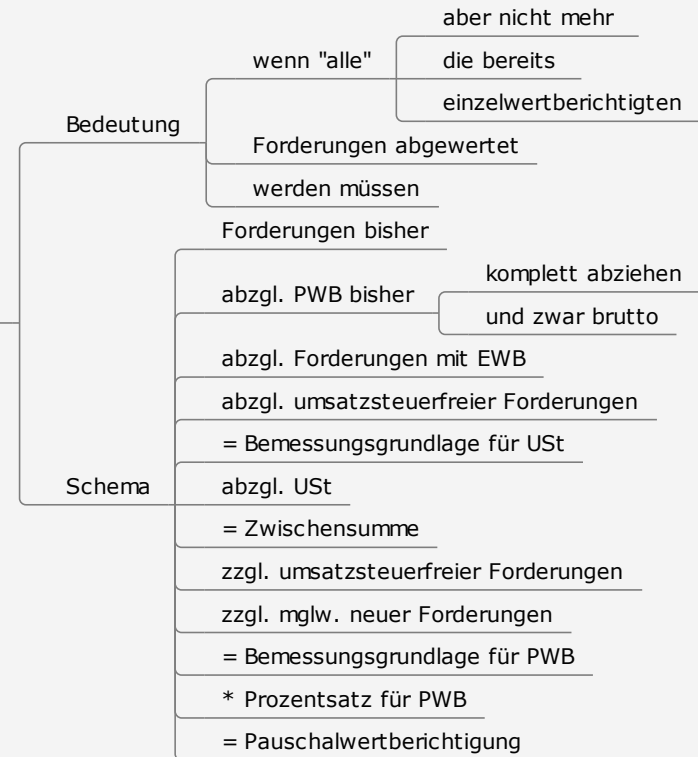 Bedeutung
wenn "alle"
aber nicht mehr
die bereits
einzelwertberichtigten
Forderungen abgewertet
werden müssen
Schema
Forderungen bisher
abzgl. PWB bisher
komplett abziehen
und zwar brutto
abzgl. Forderungen mit EWB
abzgl. umsatzsteuerfreier Forderungen
= Bemessungsgrundlage für USt
abzgl. USt
= Zwischensumme
zzgl. umsatzsteuerfreier Forderungen
zzgl. mglw. neuer Forderungen
= Bemessungsgrundlage für PWB
* Prozentsatz für PWB
= Pauschalwertberichtigung